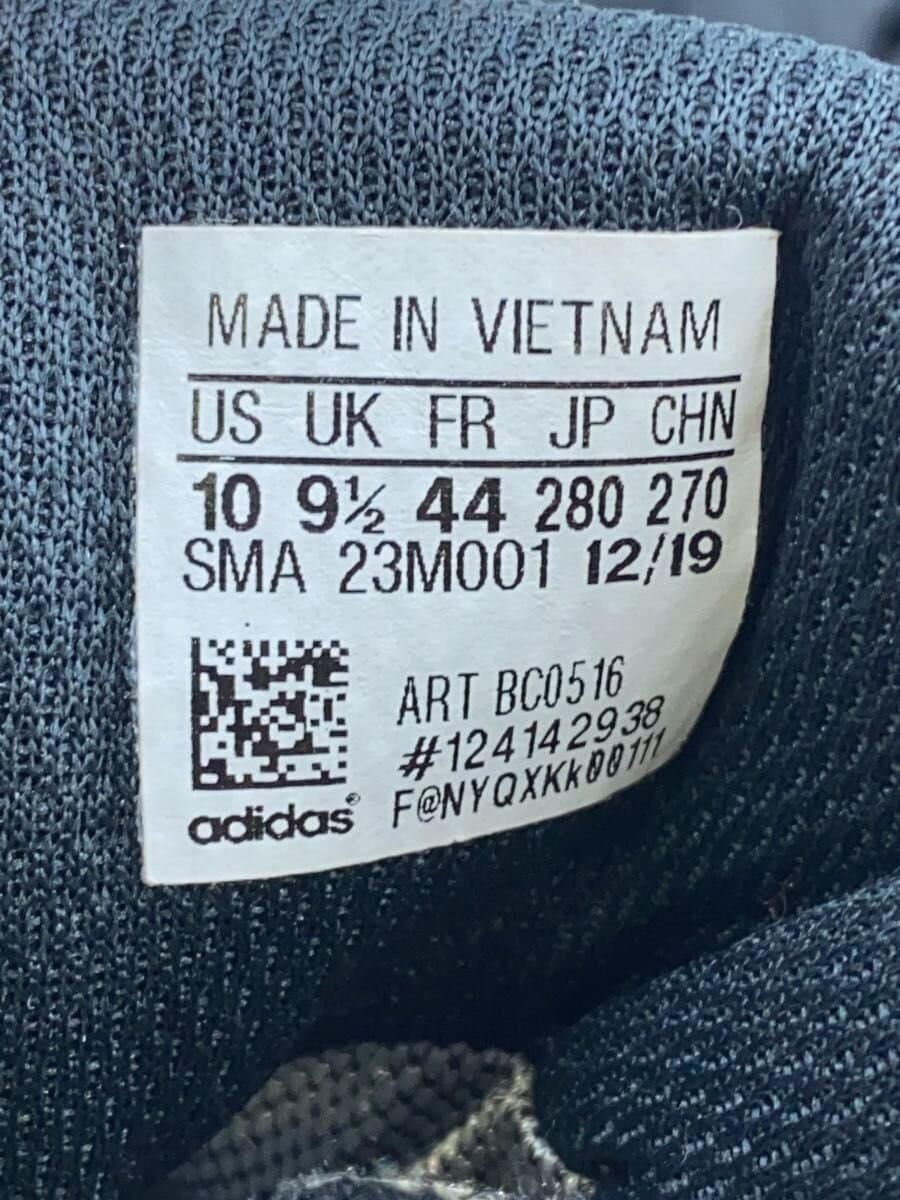 MADE IN VIETNAM
US UK FR JP CHN
10 9½ 44 280 270
SMA 23M001 12/19
ART BC0516
#124142938
F@NYQXKk00111
adidas®